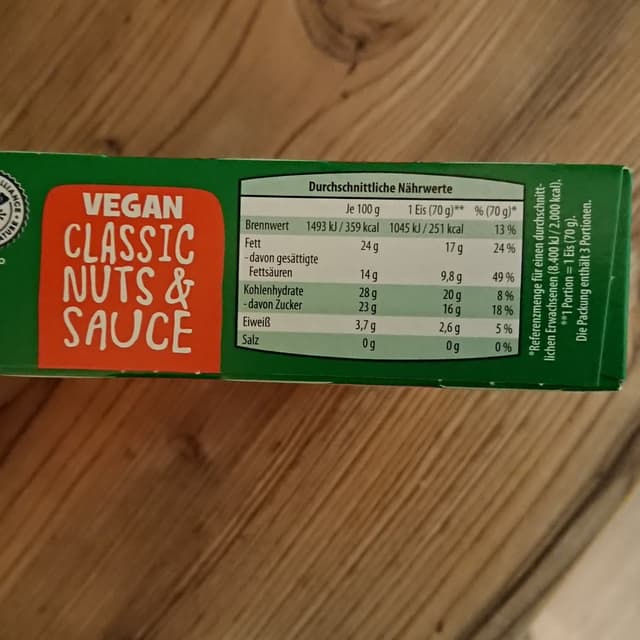 VEGAN
CLASSIC
NUTS &
SAUCE
Durchschnittliche Nährwerte
Je 100 g 1 Eis (70 g)** % (70 g)*
Brennwert 1493 kJ / 359 kcal 1045 kJ / 251 kcal 13 %
Fett 24 g 17 g 24 %
- davon gesättigte
Fettsäuren 14 g 9,8 g 49 %
Kohlenhydrate 28 g 20 g 8 %
- davon Zucker 23 g 16 g 18 %
Eiweiß 3,7 g 2,6 g 5 %
Salz 0 g 0 g 0 %
*Referenzmenge für einen durchschnitt-
lichen Erwachsenen (8.400 kJ / 2.000 kcal).
**1 Portion = 1 Eis (70 g).
Die Packung enthält 3 Portionen.